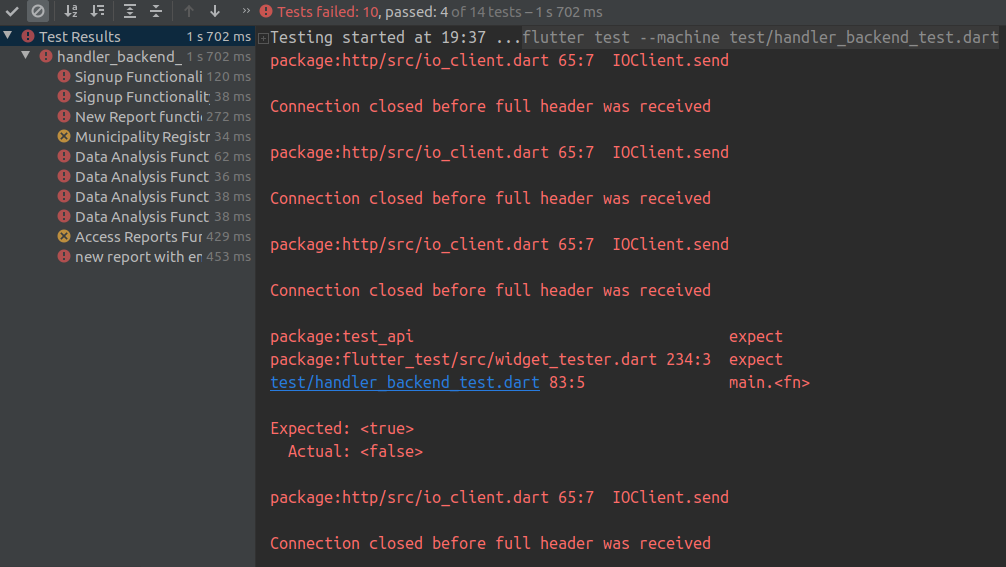 Tests failed: 10, passed: 4 of 14 tests – 1 s 702 ms
Test Results 1 s 702 ms
handler_backend_ 1 s 702 ms
Signup Functionali 120 ms
Signup Functionality 38 ms
New Report functi 272 ms
Municipality Registr 34 ms
Data Analysis Funct 62 ms
Data Analysis Funct 36 ms
Data Analysis Funct 38 ms
Data Analysis Funct 38 ms
Access Reports Fur 429 ms
new report with en 453 ms
Testing started at 19:37 ...flutter test --machine test/handler_backend_test.dart
package:http/src/io_client.dart 65:7  IOClient.send
Connection closed before full header was received
package:http/src/io_client.dart 65:7  IOClient.send
Connection closed before full header was received
package:http/src/io_client.dart 65:7  IOClient.send
Connection closed before full header was received
package:test_api expect
package:flutter_test/src/widget_tester.dart 234:3  expect
test/handler_backend_test.dart 83:5 main.<fn>
Expected: <true>
Actual: <false>
package:http/src/io_client.dart 65:7  IOClient.send
Connection closed before full header was received